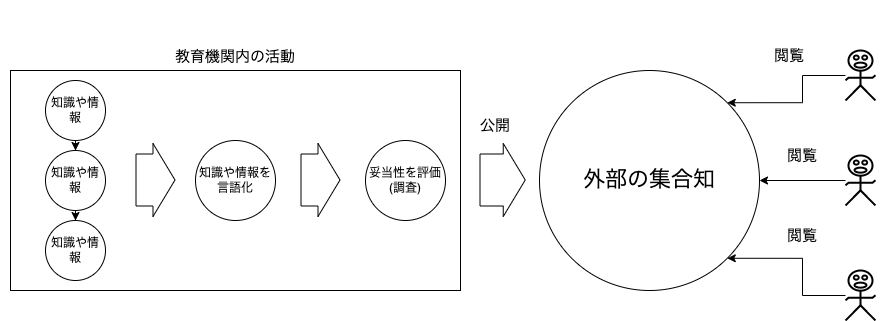 教育機関内の活動
知識や情
報
知識や情
報
知識や情
報
知識や情報を
言語化
妥当性を評価
(調査)
公開
外部の集合知
閲覧
閲覧
閲覧